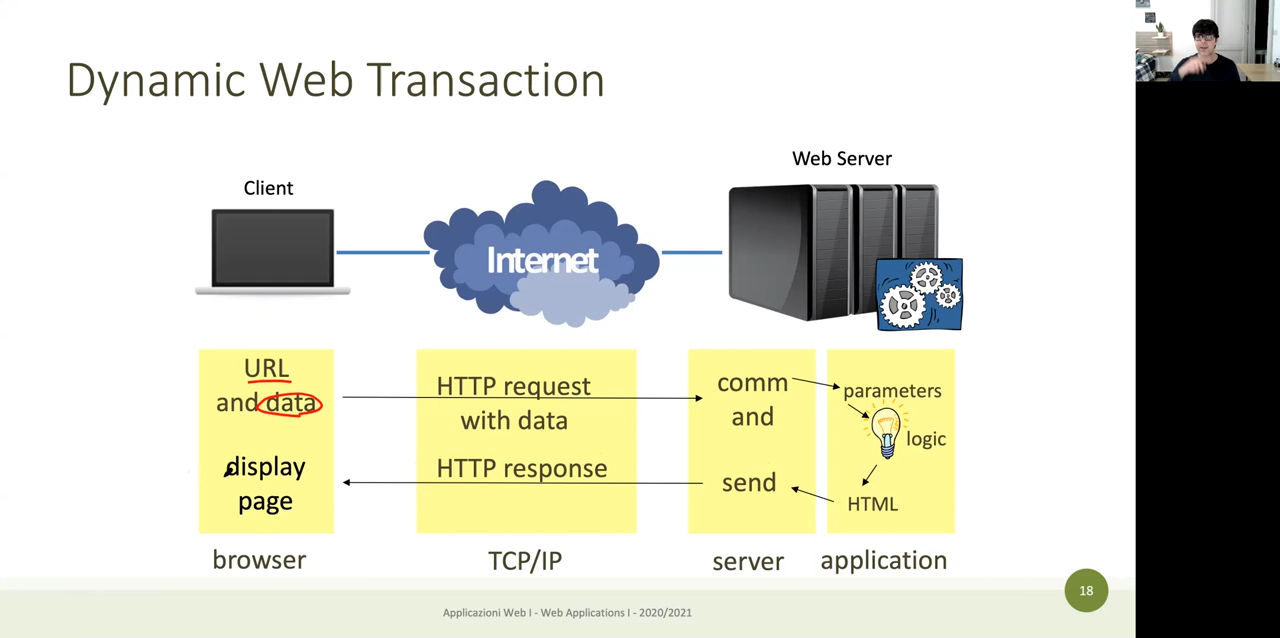 Dynamic Web Transaction
Web Server
Client
Internet
URL
and data
display
page
HTTP request
with data
HTTP response
comm
and
send
parameters
logic
HTML
browser
TCP/IP
server
application
18
Applicazioni Web I - Web Applications I - 2020/2021